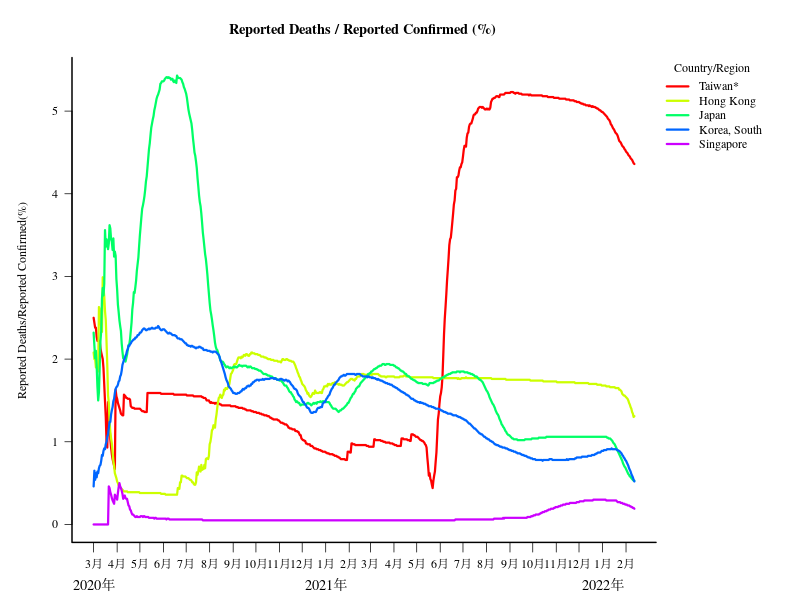 Reported Deaths / Reported Confirmed (%)
Country/Region
Taiwan*
Hong Kong
Japan
Korea, South
Singapore
Reported Deaths/Reported Confirmed(%)
5
4
3
2
1
0
3月 4月 5月 6月 7月 8月 9月 10月 11月 12月 1月 2月 3月 4月 5月 6月 7月 8月 9月 10月 11月 12月 1月 2月
2020年 2021年 2022年